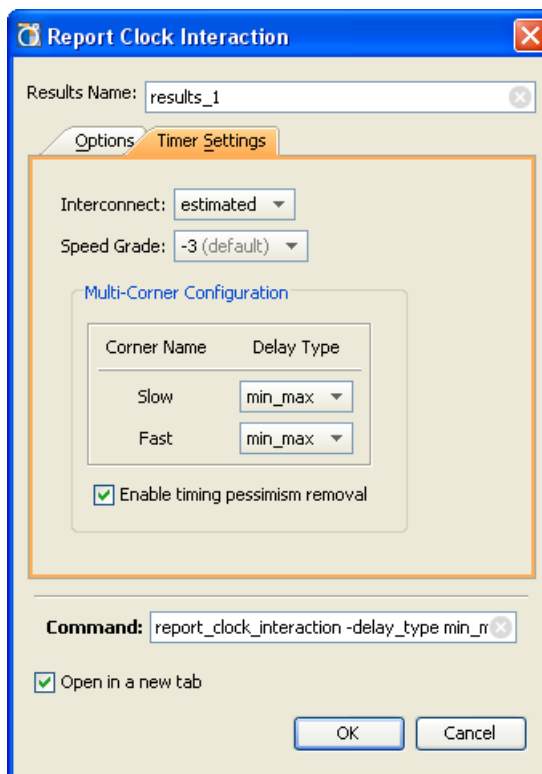 Report Clock Interaction
Results Name: results_1
Options Timer Settings
Interconnect: estimated
Speed Grade: -3 (default)
Multi-Corner Configuration
Corner Name Delay Type
Slow min_max
Fast min_max
Enable timing pessimism removal
Command: report_clock_interaction -delay_type min_m
Open in a new tab
OK Cancel